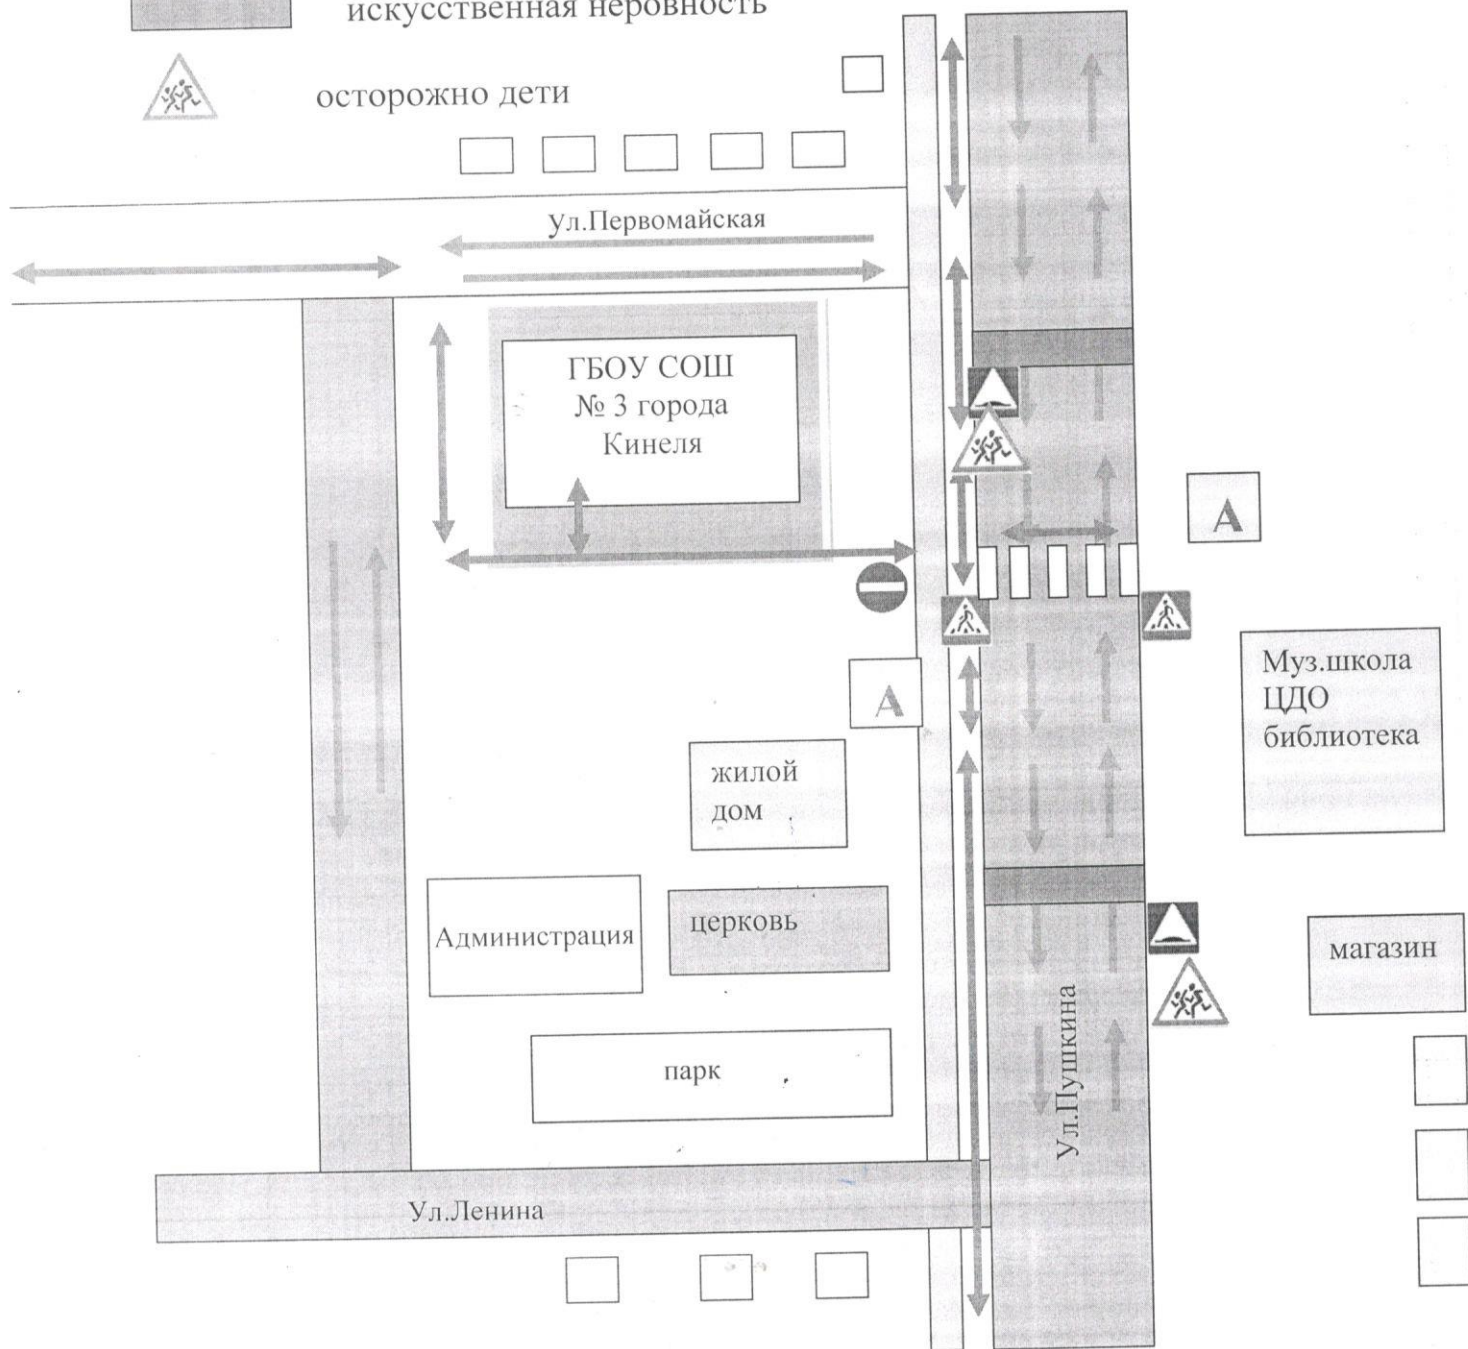 искусственная неровность
осторожно дети
ул.Первомайская
ГБОУ СОШ
№ 3 города
Кинеля
А
А
Муз.школа
ЦДО
библиотека
жилой
дом
Администрация
церковь
магазин
парк
Ул.Пушкина
Ул.Ленина